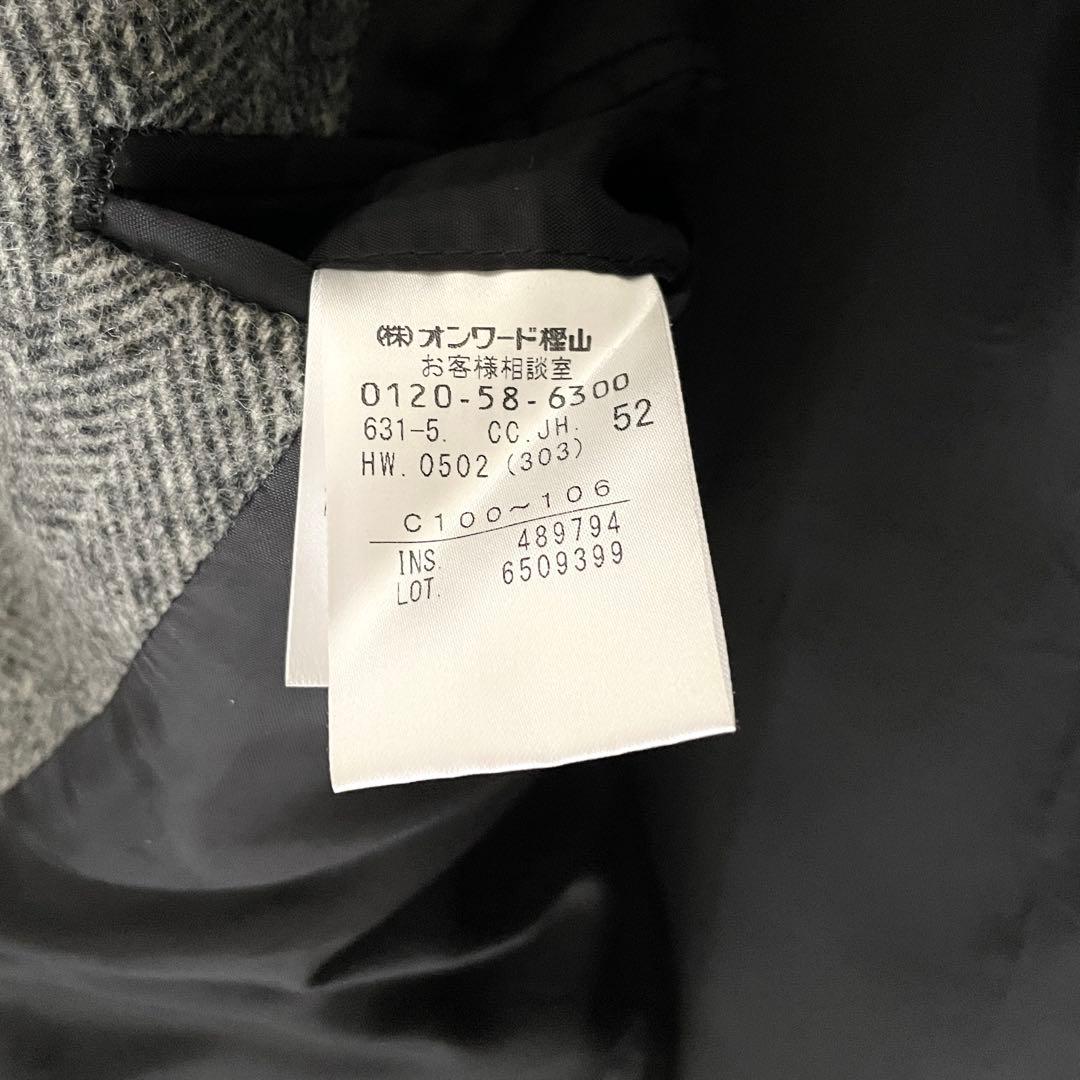 (株)オンワード樫山
お客様相談室
0120-58-6300
631-5. CC.JH. 52
HW. 0502 (303)
C100~106
INS. 489794
LOT. 6509399